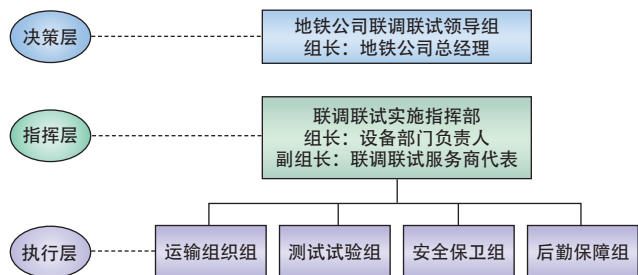 决策层
地铁公司联调联试领导组
组长：地铁公司总经理
指挥层
联调联试实施指挥部
组长：设备部门负责人
副组长：联调联试服务商代表
执行层
运输组织组
测试试验组
安全保卫组
后勤保障组